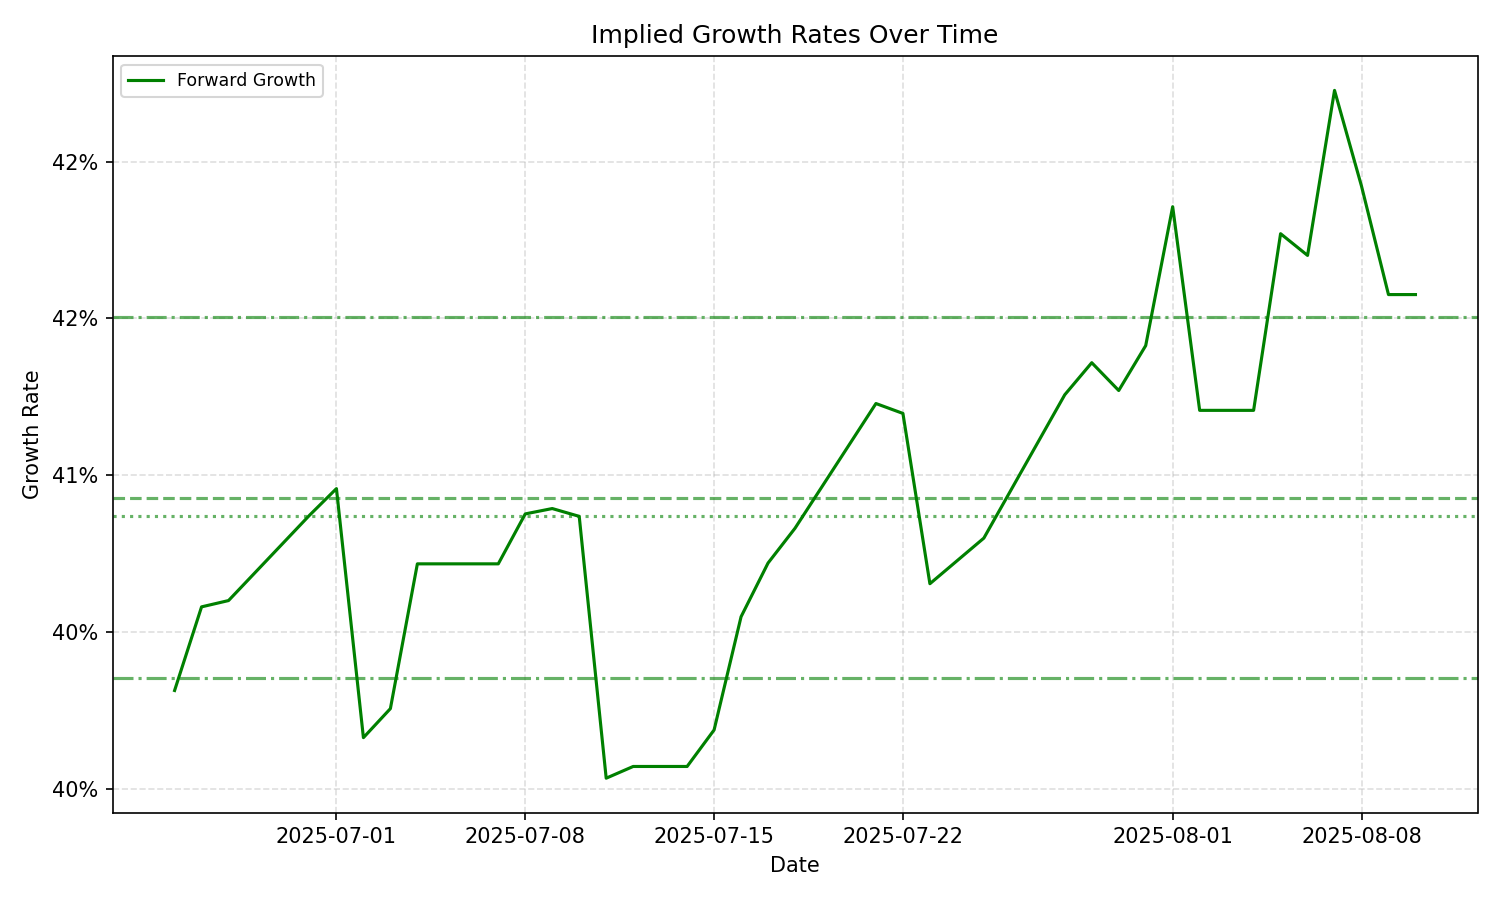 Implied Growth Rates Over Time
Forward Growth
42%
42%
41%
40%
40%
Growth Rate
2025-07-01 2025-07-08 2025-07-15 2025-07-22 2025-08-01 2025-08-08
Date